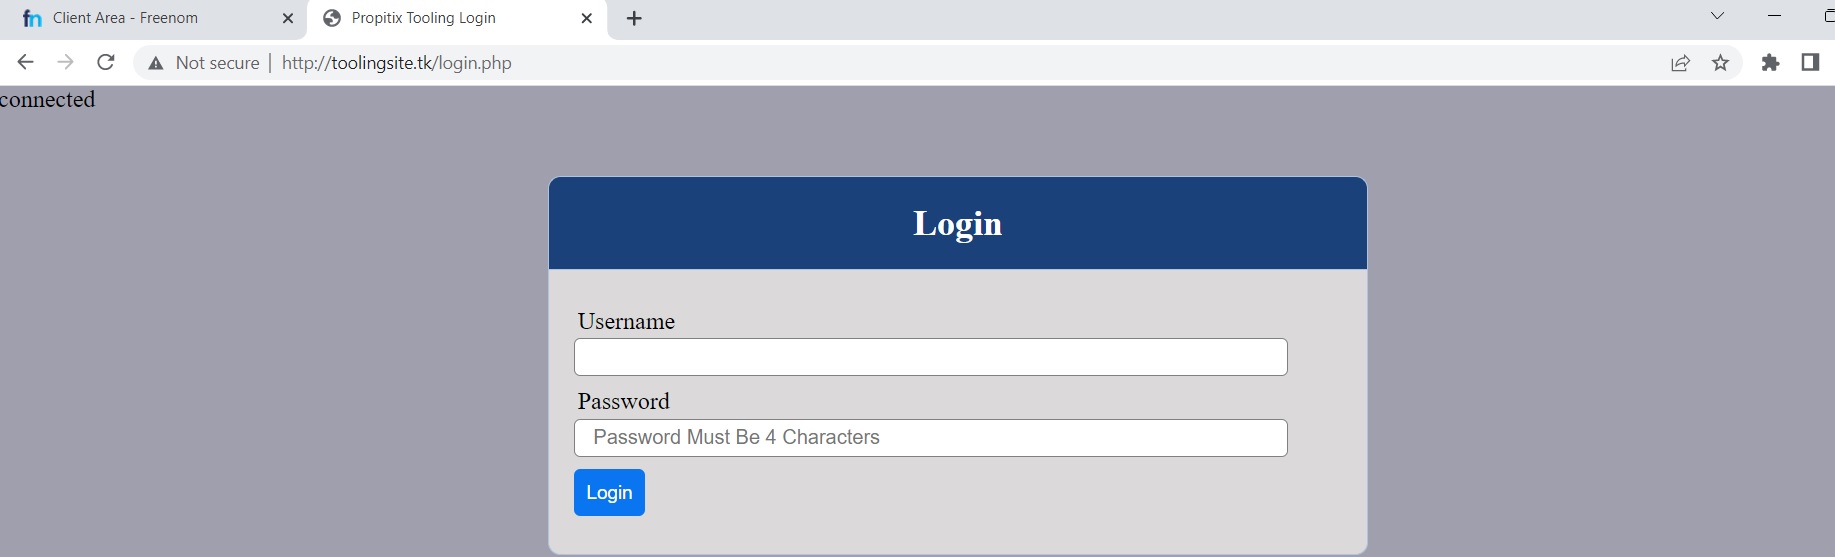 fn Client Area - Freenom
Propitix Tooling Login
Not secure | http://toolingsite.tk/login.php
connected
Login
Username
Password
Password Must Be 4 Characters
Login